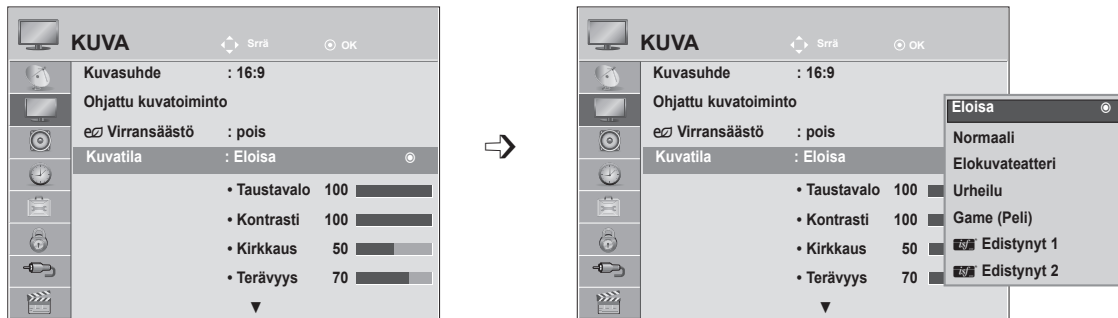 KUVA Srrä OK
Kuvasuhde : 16:9
Ohjattu kuvatoiminto
Virransäästö : pois
Kuvatila : Eloisa
• Taustavalo 100
• Kontrasti 100
• Kirkkaus 50
• Terävyys 70
KUVA Srrä OK
Kuvasuhde : 16:9
Ohjattu kuvatoiminto
Virransäästö : pois
Kuvatila : Eloisa
• Taustavalo 100
• Kontrasti 100
• Kirkkaus 50
• Terävyys 70
Eloisa
Normaali
Elokuvateatteri
Urheilu
Game (Peli)
isf Edistynyt 1
isf Edistynyt 2